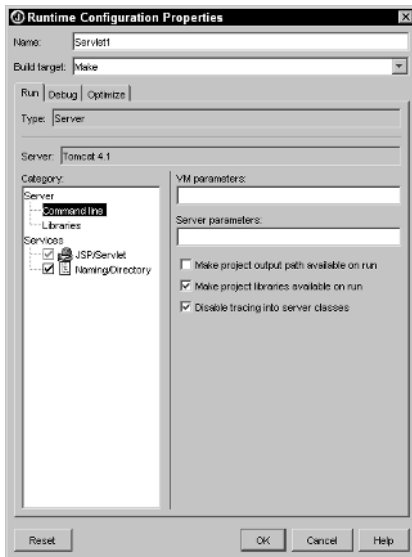 Runtime Configuration Properties
Name: Servlet1
Build target: Make
Run Debug Optimize
Type: Server
Server: Tomcat 4.1
Category:
Server
Command line
Libraries
Services
JSP/Servlet
Naming/Directory
VM parameters:
Server parameters:
Make project output path available on run
Make project libraries available on run
Disable tracing into server classes
Reset OK Cancel Help